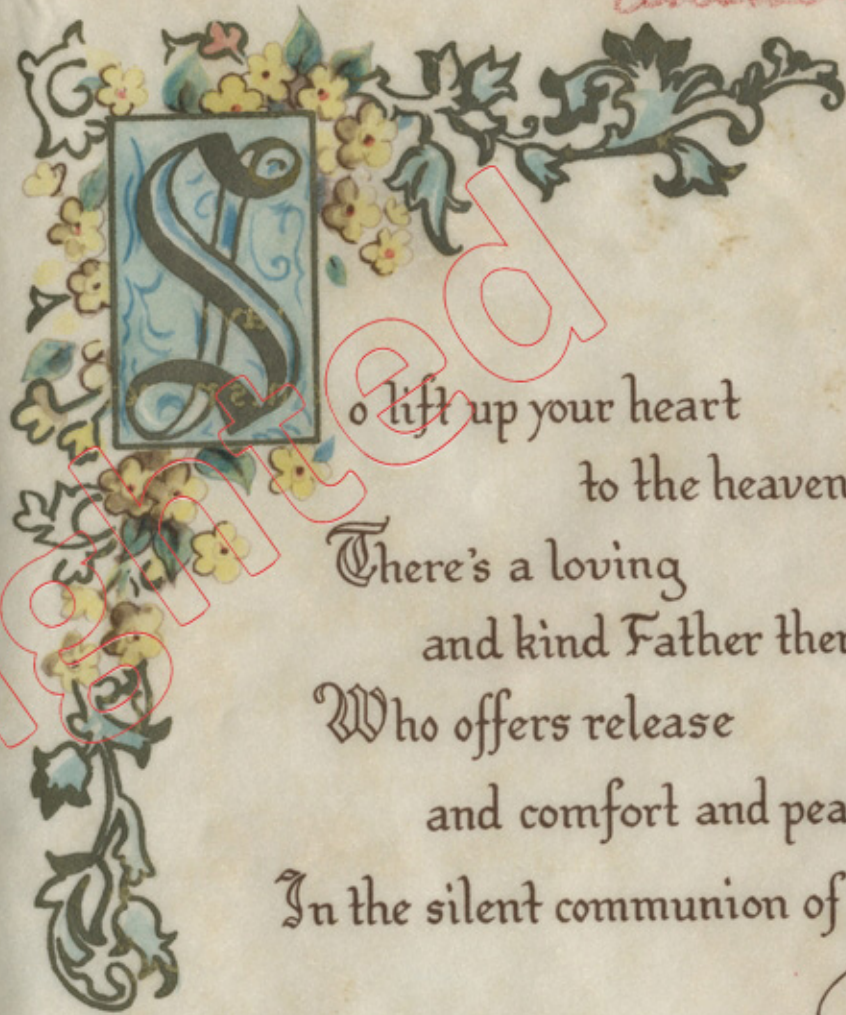 So lift up your heart
to the heaven
There's a loving
and kind Father ther
Who offers release
and comfort and pea
In the silent communion of